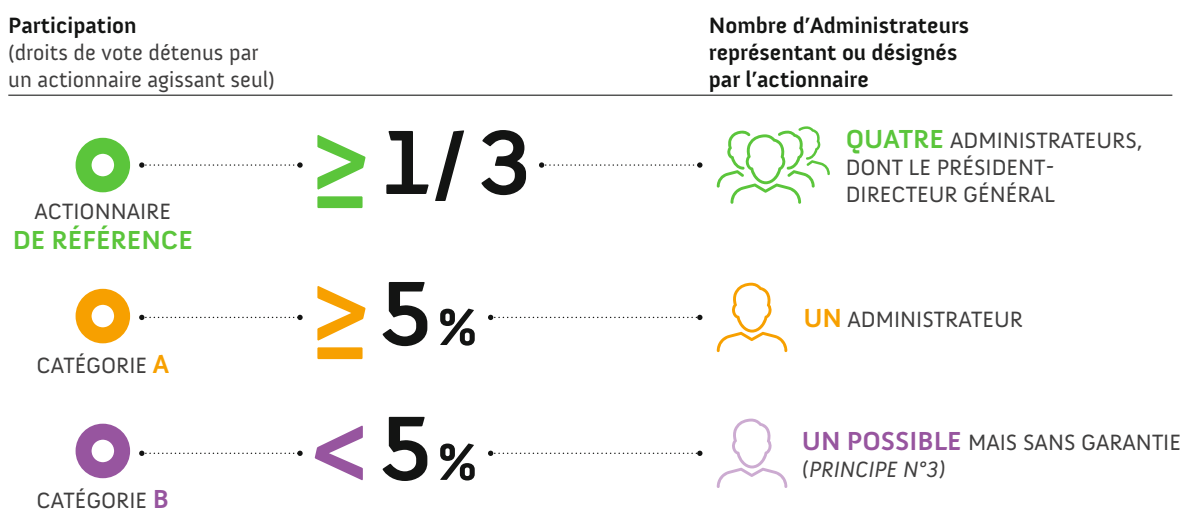 Participation
(droits de vote détenus par
un actionnaire agissant seul)
Nombre d’Administrateurs
représentant ou désignés
par l’actionnaire
ACTIONNAIRE
DE RÉFÉRENCE
≥ 1/3
QUATRE ADMINISTRATEURS,
DONT LE PRÉSIDENT-
DIRECTEUR GÉNÉRAL
CATÉGORIE A
≥ 5%
UN ADMINISTRATEUR
CATÉGORIE B
< 5%
UN POSSIBLE MAIS SANS GARANTIE
(PRINCIPE N°3)